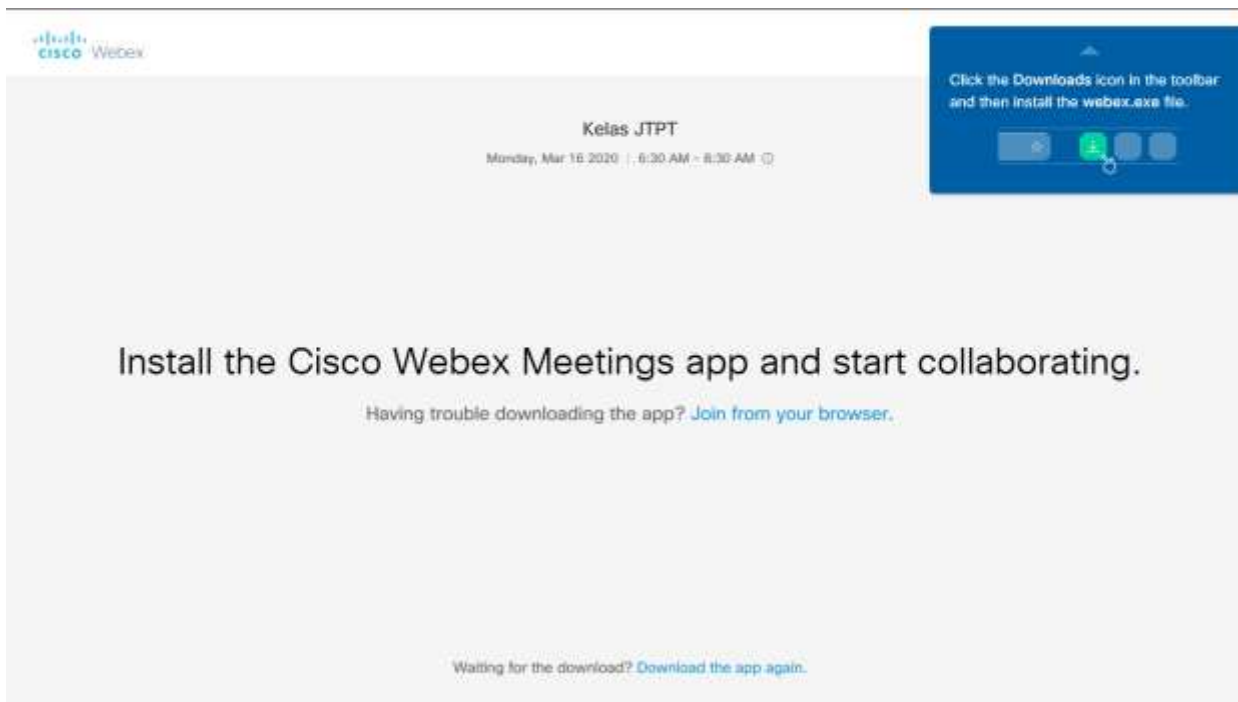 CISCO Webex
Click the Downloads icon in the toolbar
and then install the webex.exe file.
Kelas JTPT
Monday, Mar 16 2020 | 6:30 AM - 8:30 AM
Install the Cisco Webex Meetings app and start collaborating.
Having trouble downloading the app? Join from your browser.
Waiting for the download? Download the app again.